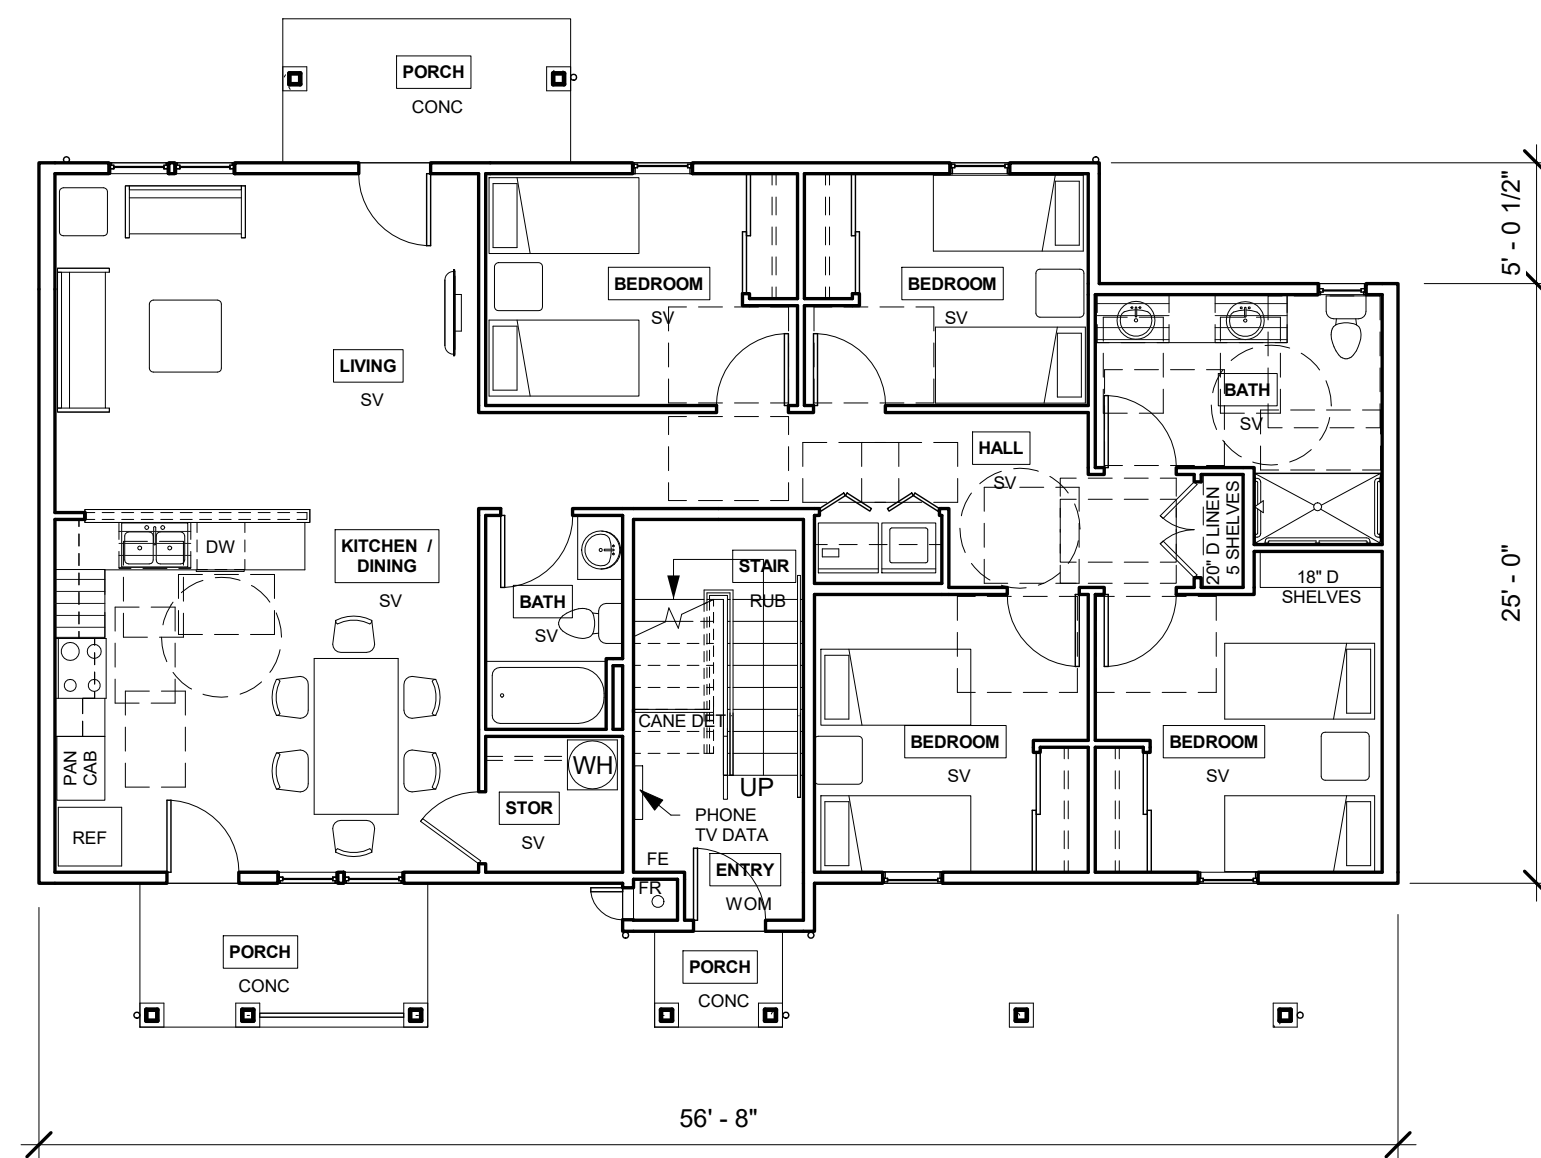 PORCH
CONC
5' - 0 1/2"
BEDROOM
SV
BEDROOM
SV
LIVING
SV
BATH
SV
HALL
SV
20" D LINEN
5 SHELVES
DW
KITCHEN /
DINING
SV
STAIR
RUB
BATH
SV
18" D
SHELVES
25' - 0"
CANE DET
BEDROOM
SV
BEDROOM
SV
PAN
CAB
WH
UP
STOR
SV
PHONE
TV DATA
REF
FE
ENTRY
WOM
FR
PORCH
CONC
PORCH
CONC
56' - 8"